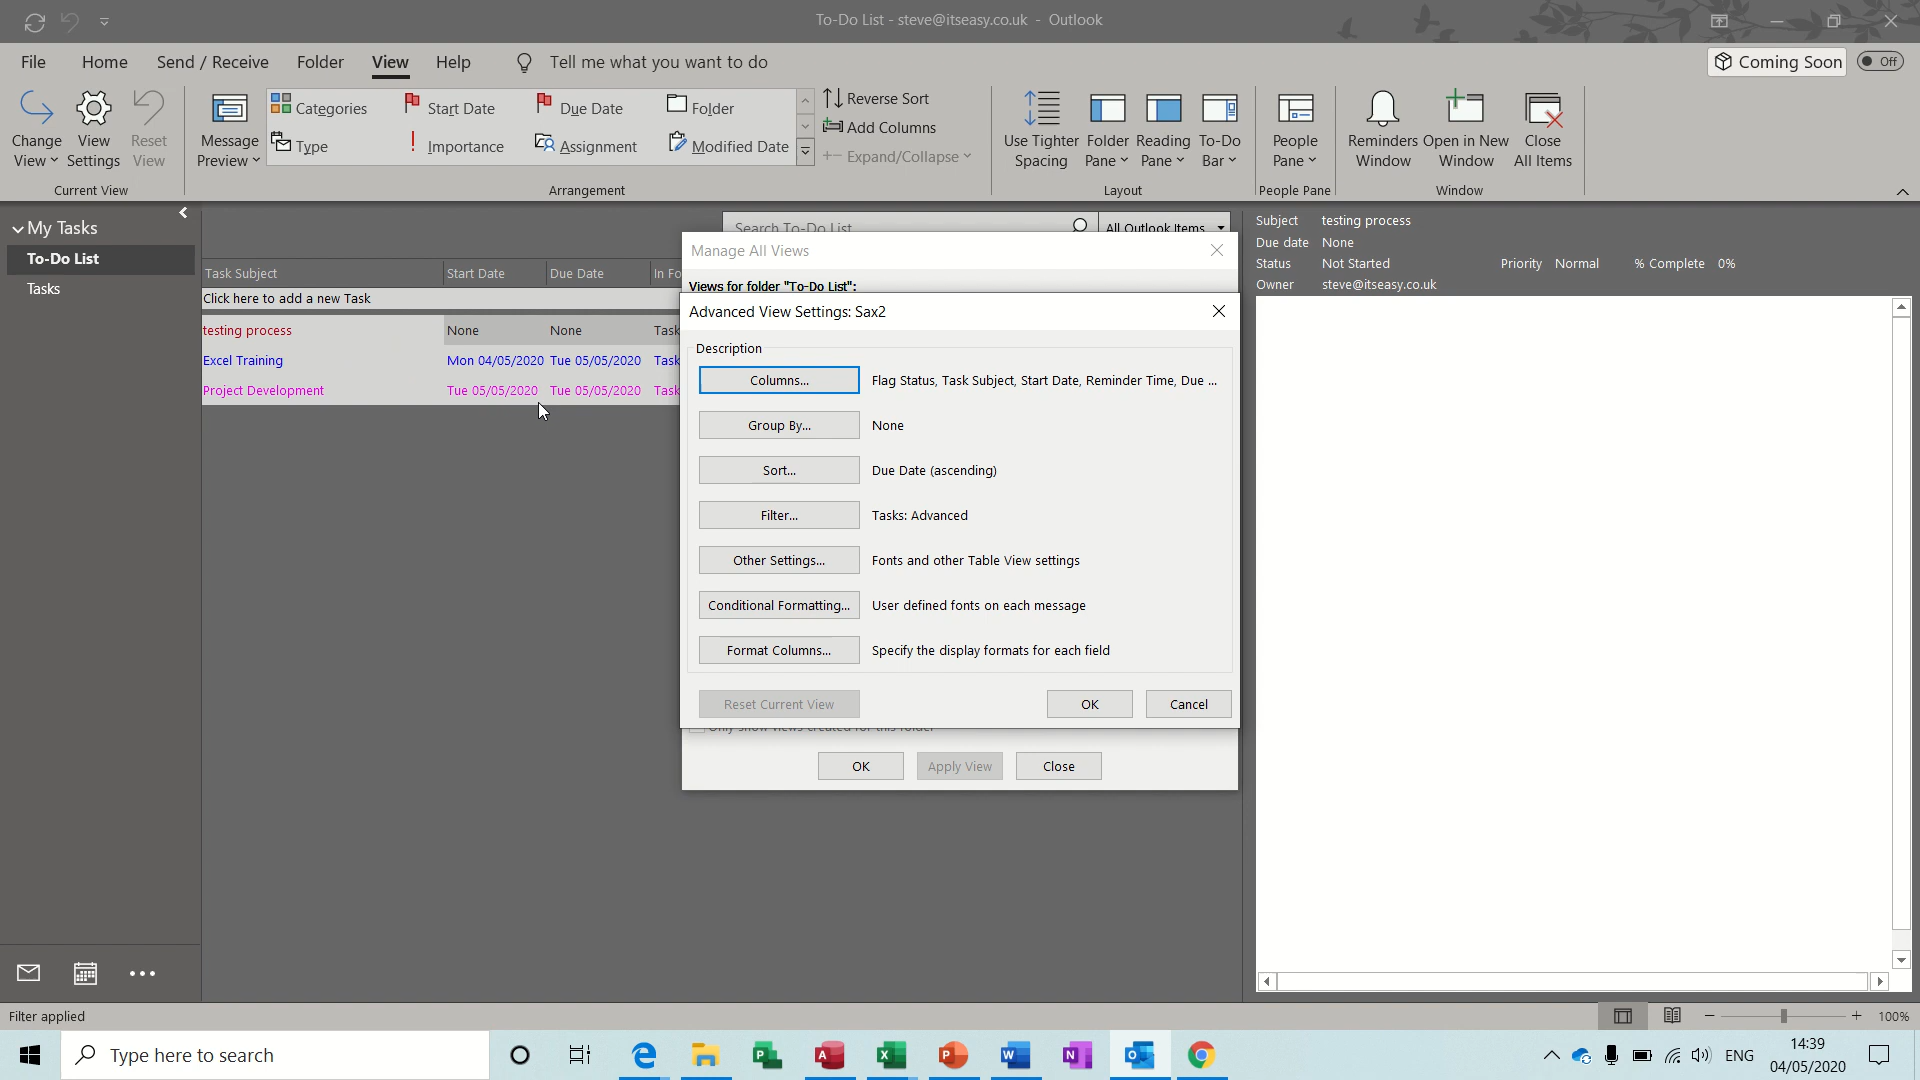 To-Do List - steve@itseasy.co.uk - Outlook
File Home Send / Receive Folder View Help Tell me what you want to do
Coming Soon Off
Change View
View Settings
Reset View
Current View
Message Preview
Categories Start Date Due Date Folder
Type Importance Assignment Modified Date
Arrangement
Reverse Sort
Add Columns
Expand/Collapse
Use Tighter Spacing
Folder Pane
Reading Pane
To-Do Bar
Layout
People Pane
People Pane
Reminders Window
Open in New Window
Close All Items
Window
My Tasks
To-Do List
Tasks
Search To-Do List
All Outlook Items
Task Subject Start Date Due Date In Fo
Click here to add a new Task
testing process None None Task
Excel Training Mon 04/05/2020 Tue 05/05/2020 Task
Project Development Tue 05/05/2020 Tue 05/05/2020 Task
Manage All Views
Views for folder "To-Do List":
Advanced View Settings: Sax2
Description
Columns... Flag Status, Task Subject, Start Date, Reminder Time, Due ...
Group By... None
Sort... Due Date (ascending)
Filter... Tasks: Advanced
Other Settings... Fonts and other Table View settings
Conditional Formatting... User defined fonts on each message
Format Columns... Specify the display formats for each field
Reset Current View OK Cancel
Only show views created for this folder
OK Apply View Close
Subject testing process
Due date None
Status Not Started Priority Normal % Complete 0%
Owner steve@itseasy.co.uk
Filter applied
100%
Type here to search
ENG
14:39
04/05/2020